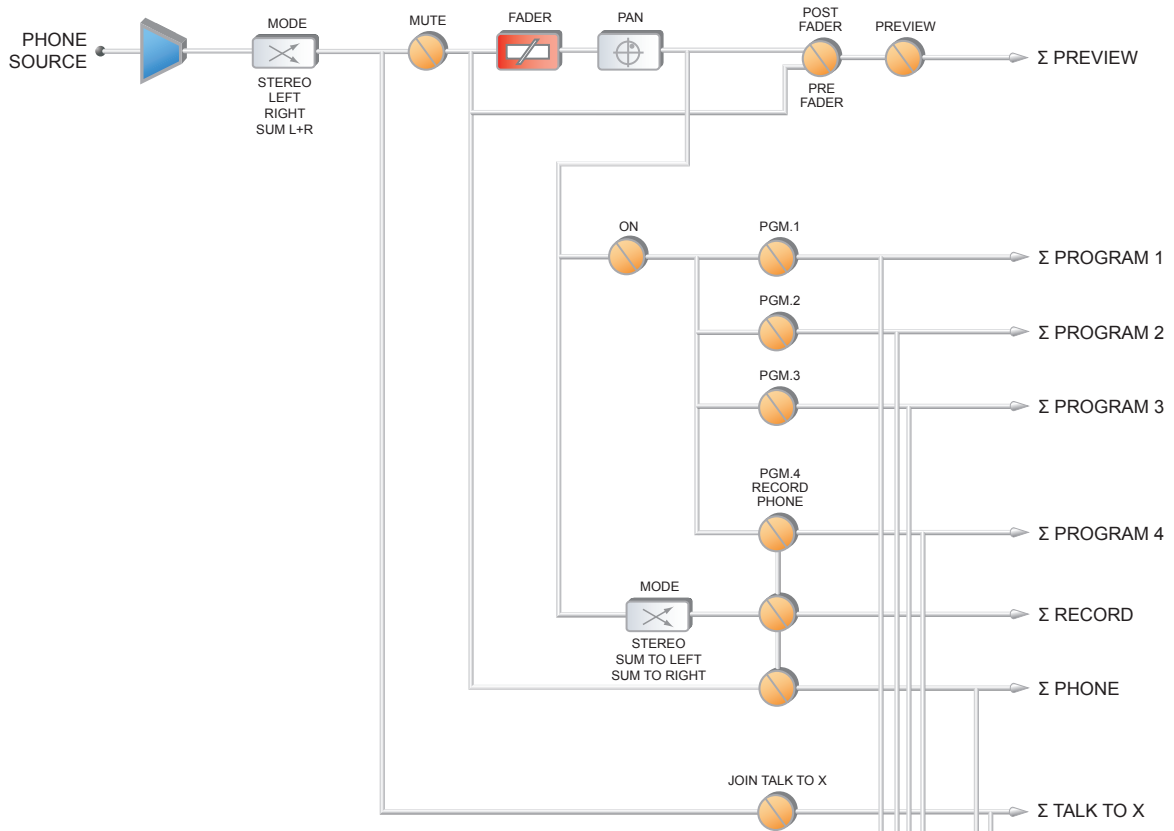 PHONE
SOURCE
MODE
STEREO
LEFT
RIGHT
SUM L+R
MUTE
FADER
PAN
POST
FADER
PRE
FADER
PREVIEW
Σ PREVIEW
ON
PGM.1
Σ PROGRAM 1
PGM.2
Σ PROGRAM 2
PGM.3
Σ PROGRAM 3
PGM.4
RECORD
PHONE
Σ PROGRAM 4
MODE
STEREO
SUM TO LEFT
SUM TO RIGHT
Σ RECORD
Σ PHONE
JOIN TALK TO X
Σ TALK TO X